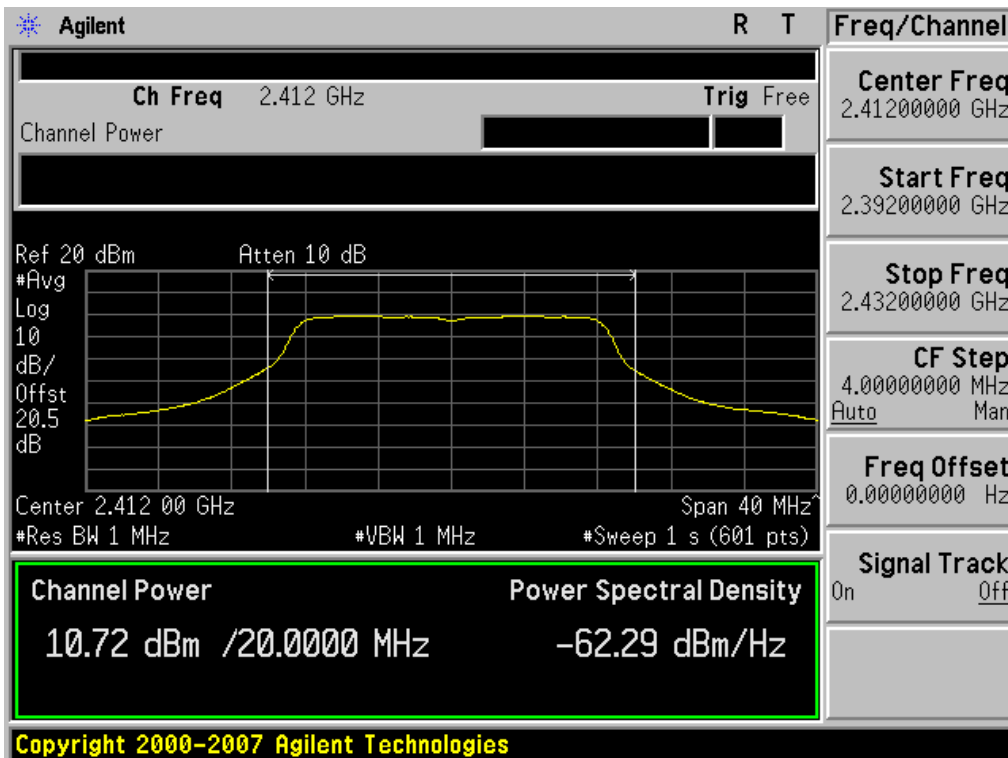 Agilent R T Freq/Channel
Ch Freq 2.412 GHz Trig Free
Channel Power
Center Freq
2.41200000 GHz
Start Freq
2.39200000 GHz
Stop Freq
2.43200000 GHz
CF Step
4.00000000 MHz
Auto Man
Freq Offset
0.00000000 Hz
Signal Track
On Off
Ref 20 dBm Atten 10 dB
#Avg
Log
10
dB/
Offst
20.5
dB
Center 2.412 00 GHz Span 40 MHz^
#Res BW 1 MHz #VBW 1 MHz #Sweep 1 s (601 pts)
Channel Power Power Spectral Density
10.72 dBm /20.0000 MHz -62.29 dBm/Hz
Copyright 2000-2007 Agilent Technologies